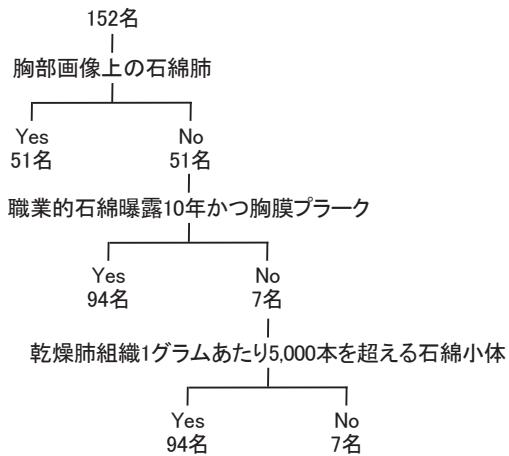 152名
胸部画像上の石綿肺
Yes No
51名 51名
職業的石綿曝露10年かつ胸膜プラーク
Yes No
94名 7名
乾燥肺組織1グラムあたり5,000本を超える石綿小体
Yes No
94名 7名